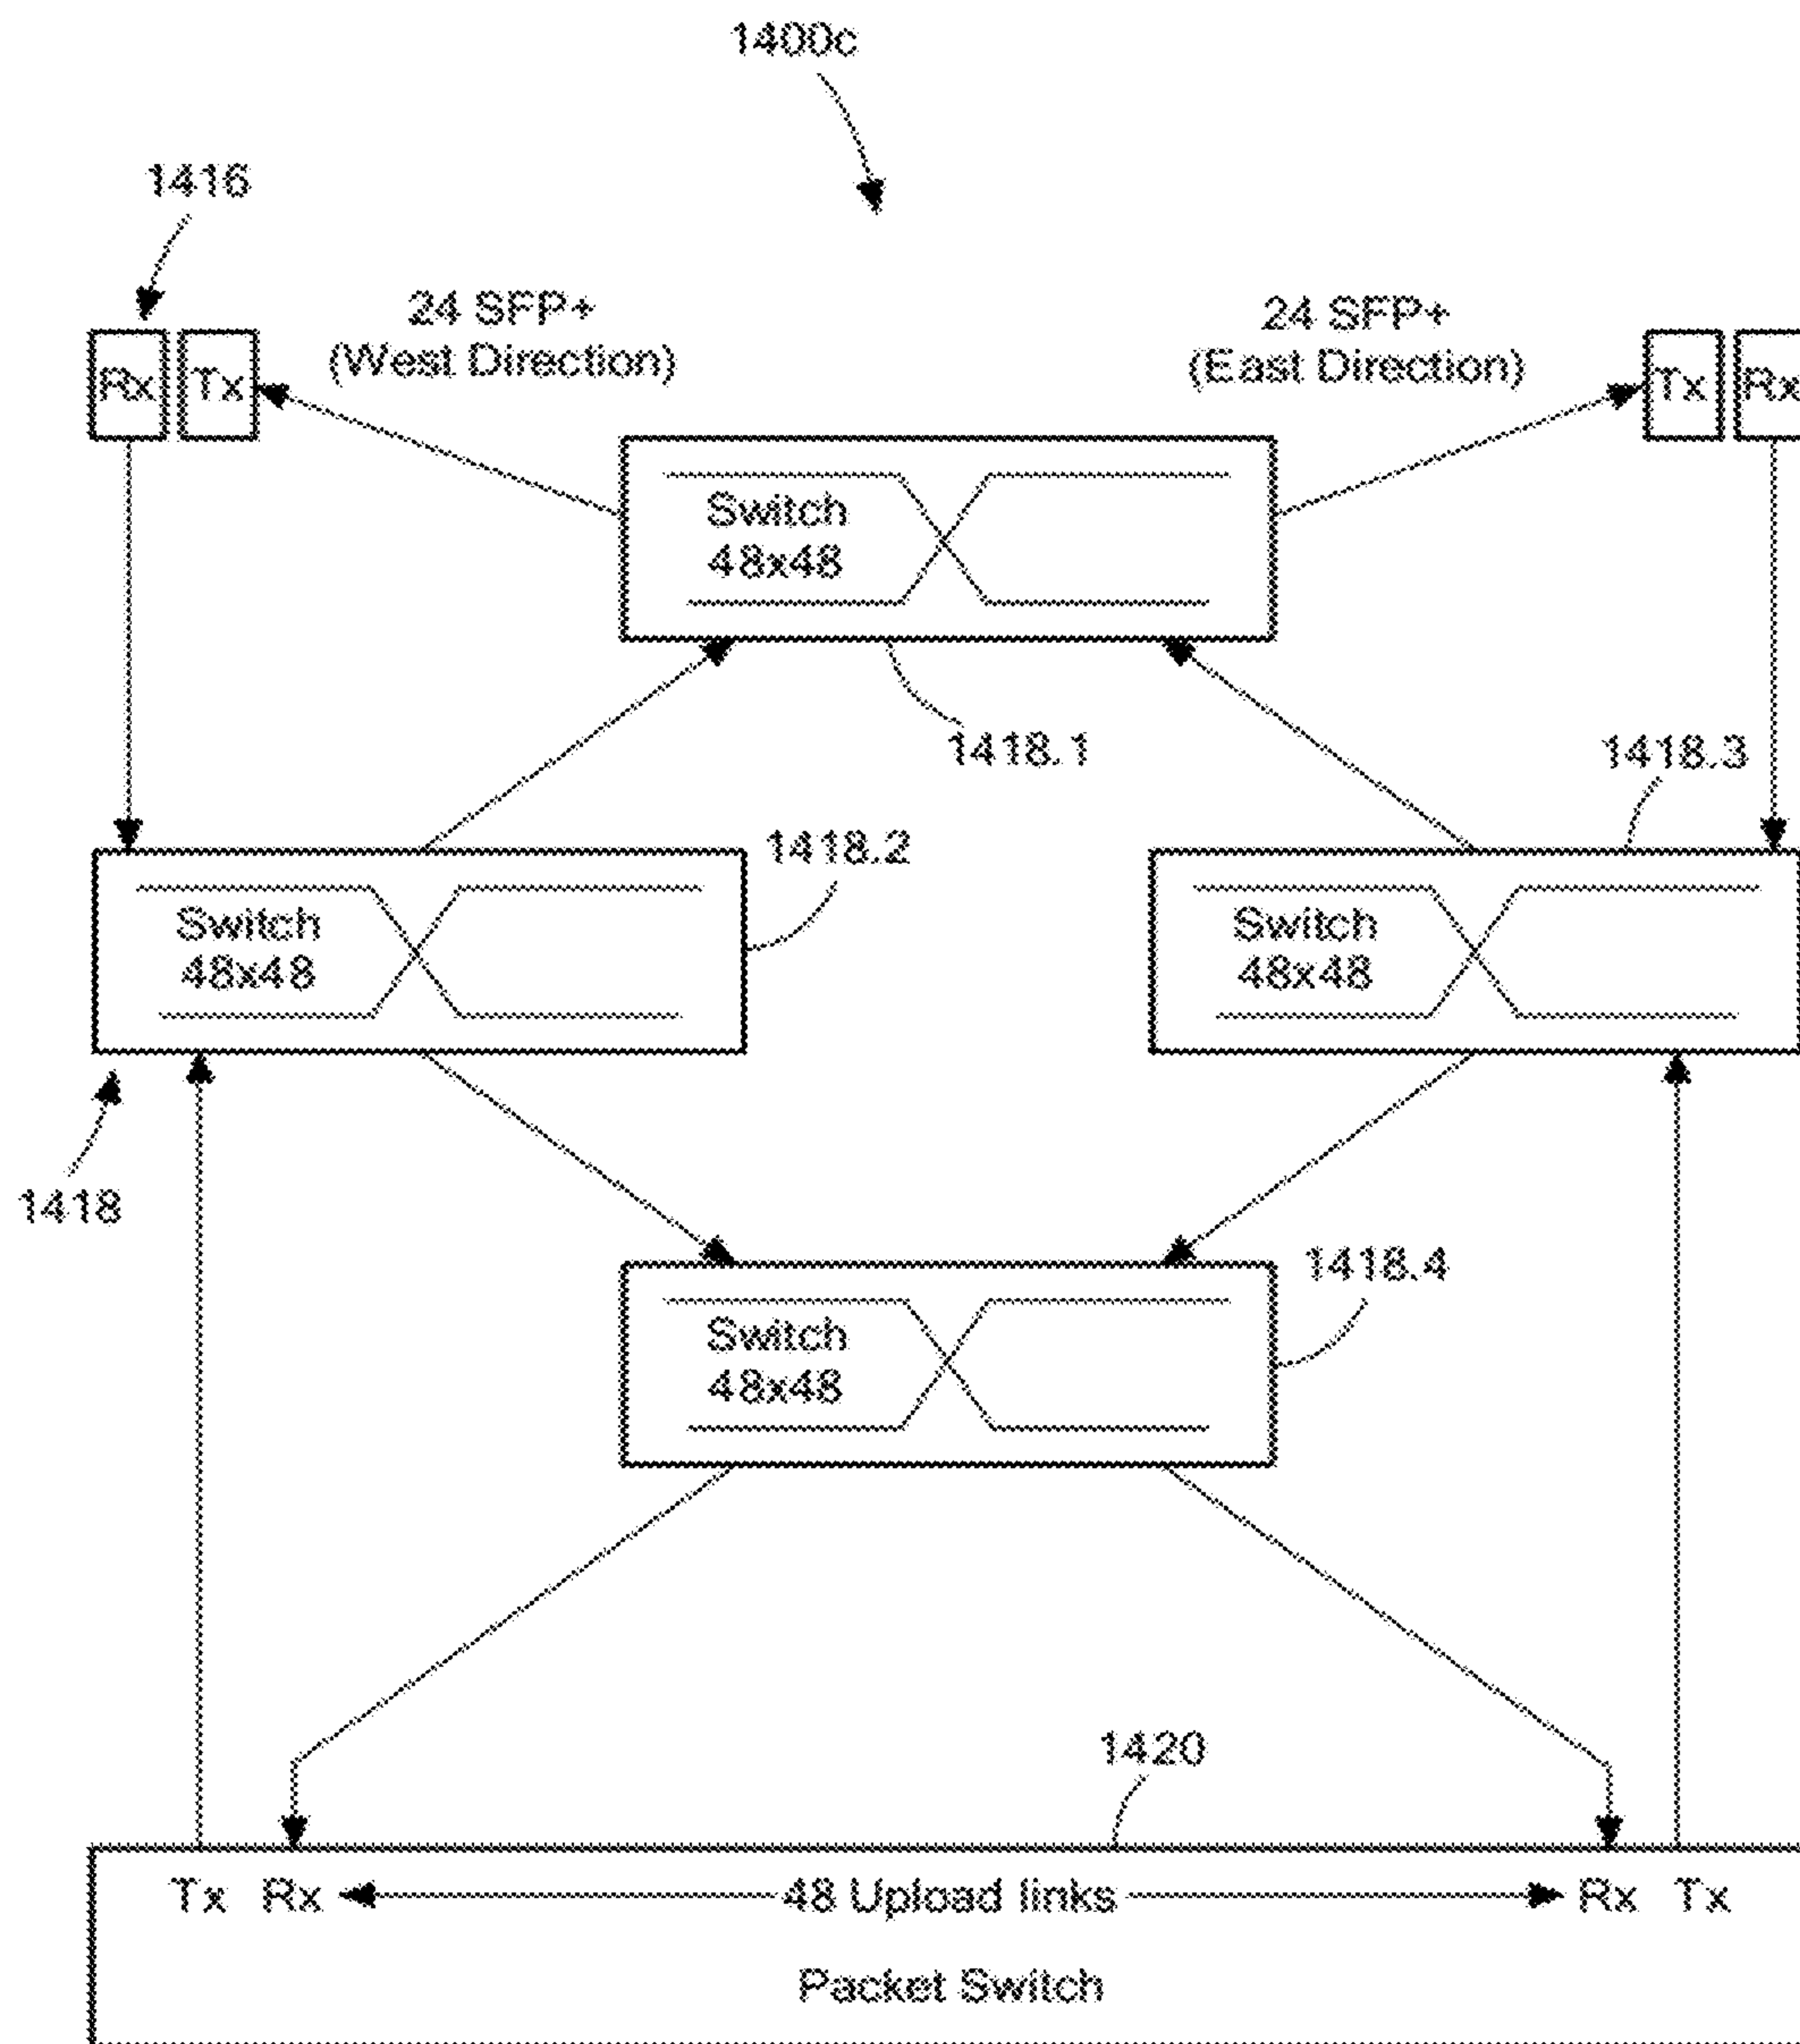 1400c
1416
24 SFP+
(West Direction)
24 SFP+
(East Direction)
Rx Tx
Tx Rx
Switch
48x48
1418.1
1418.3
1418.2
Switch
48x48
Switch
48x48
1418
1418.4
Switch
48x48
1420
Tx Rx 48 Upload links Rx Tx
Packet Switch